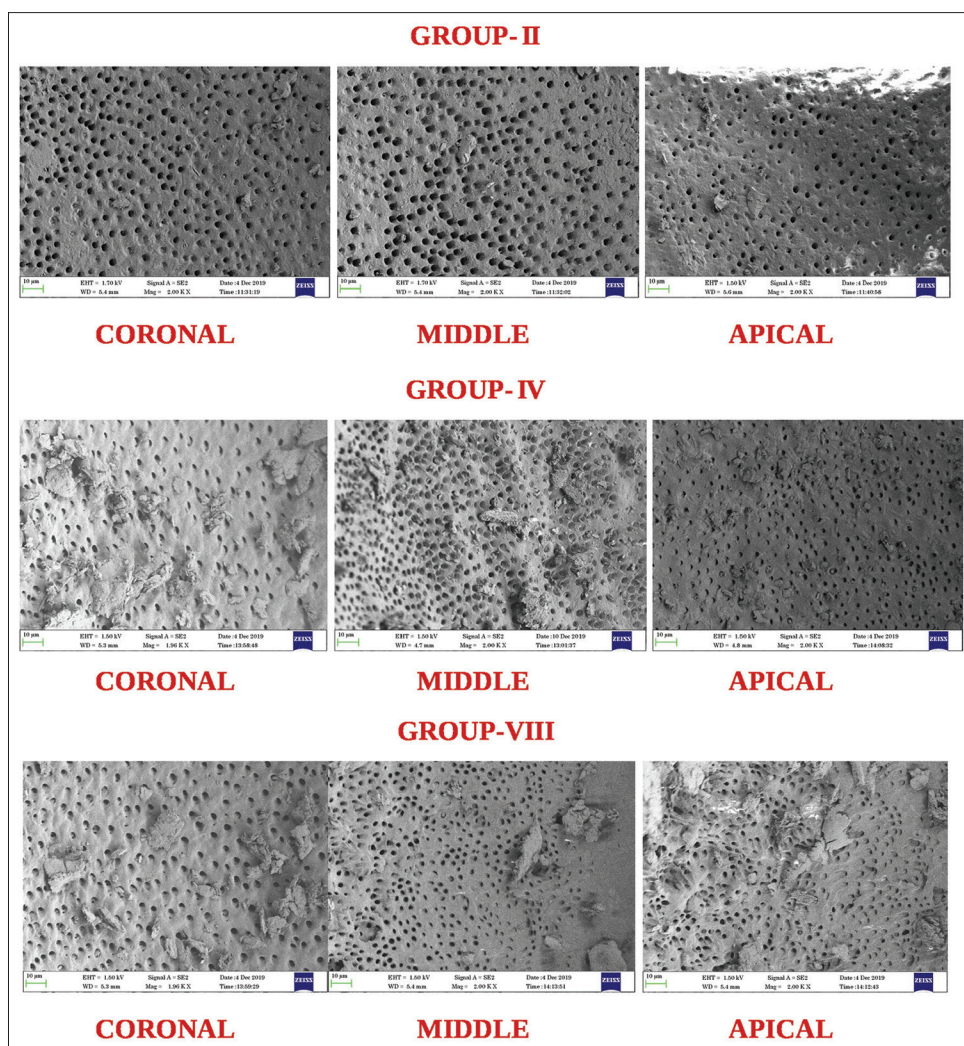 GROUP- II
10 µm EHT = 1.70 kV Signal A = SE2 Date :4 Dec 2019 ZEISS
WD = 5.4 mm Mag = 2.00 K X Time :11:31:19
10 µm EHT = 1.70 kV Signal A = SE2 Date :4 Dec 2019 ZEISS
WD = 5.4 mm Mag = 2.00 K X Time :11:32:02
10 µm EHT = 1.50 kV Signal A = SE2 Date :4 Dec 2019 ZEISS
WD = 5.6 mm Mag = 2.00 K X Time :11:40:58
CORONAL MIDDLE APICAL
GROUP- IV
10 µm EHT = 1.50 kV Signal A = SE2 Date :4 Dec 2019 ZEISS
WD = 5.3 mm Mag = 1.96 K X Time :13:58:48
10 µm EHT = 1.50 kV Signal A = SE2 Date :10 Dec 2019 ZEISS
WD = 4.7 mm Mag = 2.00 K X Time :13:01:37
10 µm EHT = 1.50 kV Signal A = SE2 Date :4 Dec 2019 ZEISS
WD = 4.8 mm Mag = 2.00 K X Time :14:08:32
CORONAL MIDDLE APICAL
GROUP-VIII
10 µm EHT = 1.50 kV Signal A = SE2 Date :4 Dec 2019 ZEISS
WD = 5.3 mm Mag = 1.96 K X Time :13:59:29
10 µm EHT = 1.50 kV Signal A = SE2 Date :4 Dec 2019 ZEISS
WD = 5.4 mm Mag = 2.00 K X Time :14:13:51
10 µm EHT = 1.50 kV Signal A = SE2 Date :4 Dec 2019 ZEISS
WD = 5.4 mm Mag = 2.00 K X Time :14:12:43
CORONAL MIDDLE APICAL